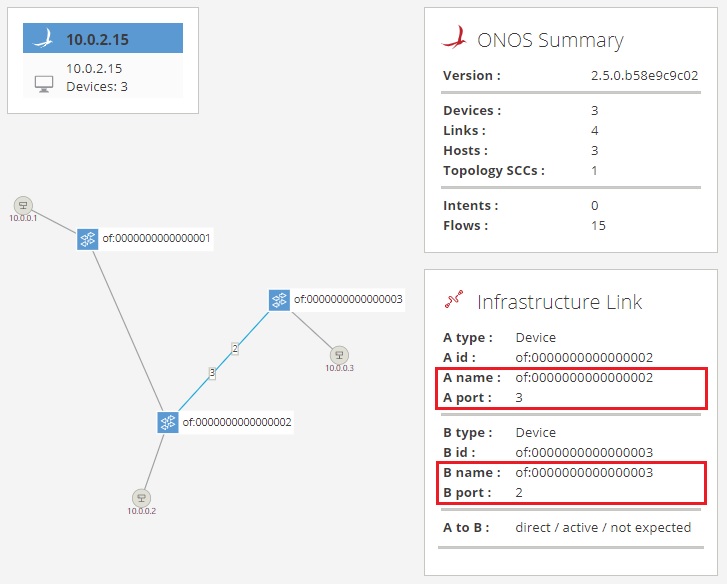 10.0.2.15
10.0.2.15
Devices: 3
10.0.0.1
of:0000000000000001
of:0000000000000003
2
3
10.0.0.3
of:0000000000000002
10.0.0.2
ONOS Summary
Version : 2.5.0.b58e9c9c02
Devices : 3
Links : 4
Hosts : 3
Topology SCCs : 1
Intents : 0
Flows : 15
Infrastructure Link
A type : Device
A id : of:0000000000000002
A name : of:0000000000000002
A port : 3
B type : Device
B id : of:0000000000000003
B name : of:0000000000000003
B port : 2
A to B : direct / active / not expected